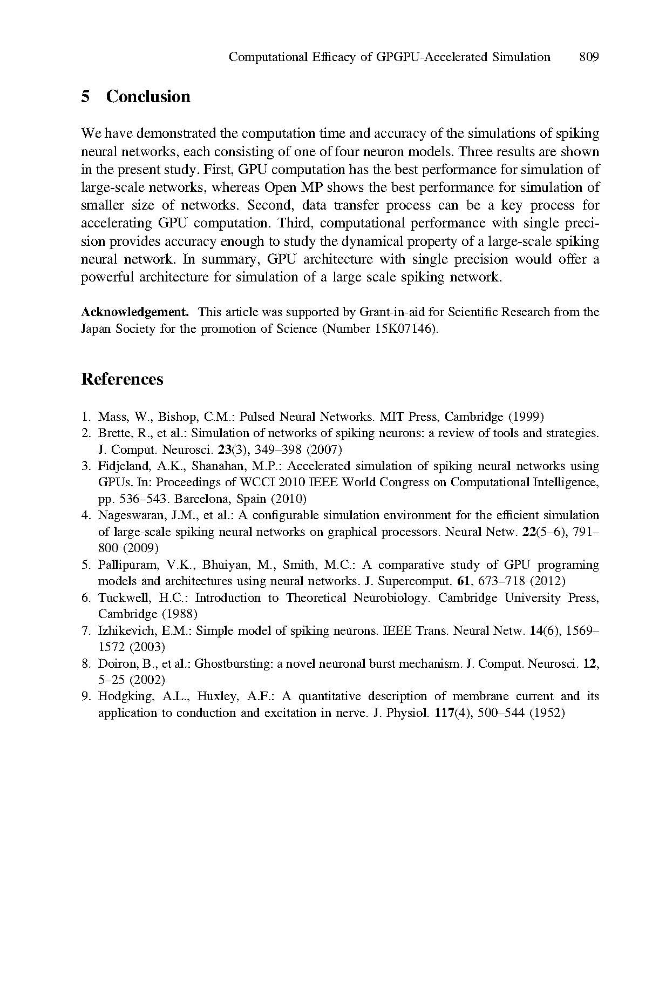 Computational Efficacy of GPGPU-Accelerated Simulation 809
5 Conclusion
We have demonstrated the computation time and accuracy of the simulations of spiking
neural networks, each consisting of one of four neuron models. Three results are shown
in the present study. First, GPU computation has the best performance for simulation of
large-scale networks, whereas Open MP shows the best performance for simulation of
smaller size of networks. Second, data transfer process can be a key process for
accelerating GPU computation. Third, computational performance with single preci-
sion provides accuracy enough to study the dynamical property of a large-scale spiking
neural network. In summary, GPU architecture with single precision would offer a
powerful architecture for simulation of a large scale spiking network.
Acknowledgement. This article was supported by Grant-in-aid for Scientific Research from the
Japan Society for the promotion of Science (Number 15K07146).
References
1. Mass, W., Bishop, C.M.: Pulsed Neural Networks. MIT Press, Cambridge (1999)
2. Brette, R., et al.: Simulation of networks of spiking neurons: a review of tools and strategies.
J. Comput. Neurosci. 23(3), 349–398 (2007)
3. Fidjeland, A.K., Shanahan, M.P.: Accelerated simulation of spiking neural networks using
GPUs. In: Proceedings of WCCI 2010 IEEE World Congress on Computational Intelligence,
pp. 536–543. Barcelona, Spain (2010)
4. Nageswaran, J.M., et al.: A configurable simulation environment for the efficient simulation
of large-scale spiking neural networks on graphical processors. Neural Netw. 22(5–6), 791–
800 (2009)
5. Pallipuram, V.K., Bhuiyan, M., Smith, M.C.: A comparative study of GPU programing
models and architectures using neural networks. J. Supercomput. 61, 673–718 (2012)
6. Tuckwell, H.C.: Introduction to Theoretical Neurobiology. Cambridge University Press,
Cambridge (1988)
7. Izhikevich, E.M.: Simple model of spiking neurons. IEEE Trans. Neural Netw. 14(6), 1569–
1572 (2003)
8. Doiron, B., et al.: Ghostbursting: a novel neuronal burst mechanism. J. Comput. Neurosci. 12,
5–25 (2002)
9. Hodgking, A.L., Huxley, A.F.: A quantitative description of membrane current and its
application to conduction and excitation in nerve. J. Physiol. 117(4), 500–544 (1952)